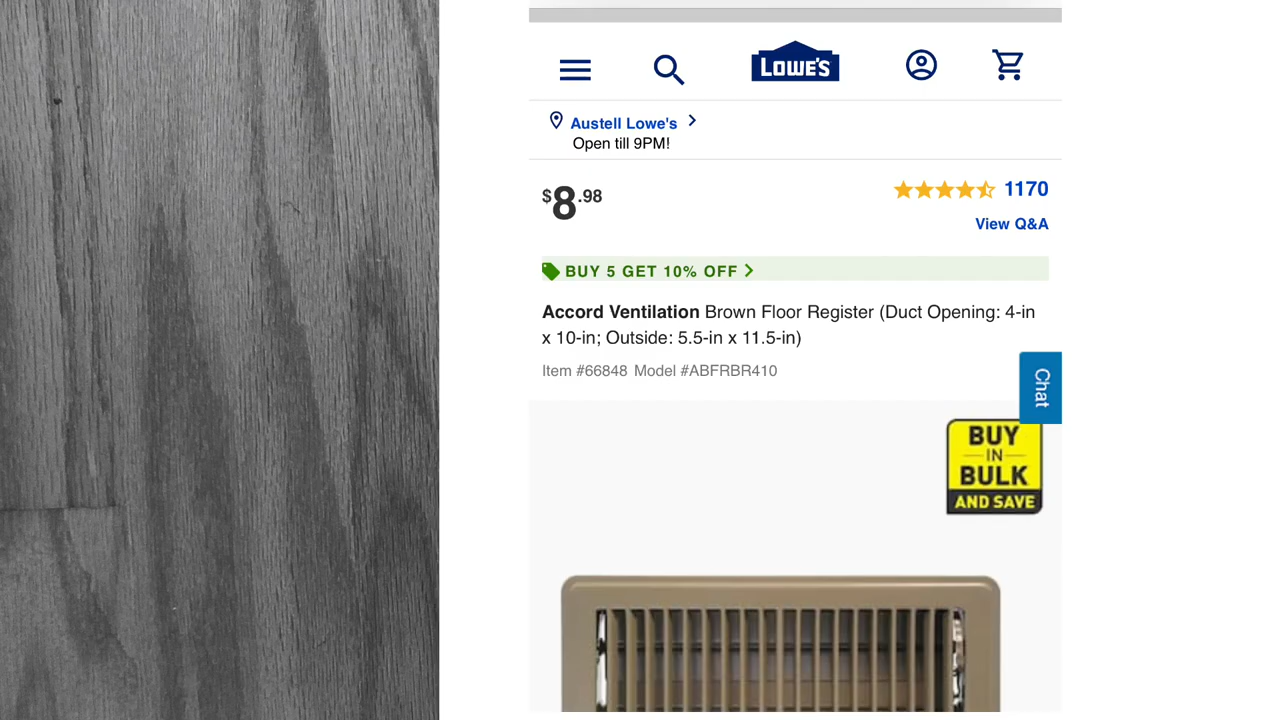 LOWE'S
Austell Lowe's
Open till 9PM!
$8.98
1170
View Q&A
BUY 5 GET 10% OFF
Accord Ventilation Brown Floor Register (Duct Opening: 4-in
x 10-in; Outside: 5.5-in x 11.5-in)
Item #66848 Model #ABFRBR410
Chat
BUY
IN
BULK
AND SAVE